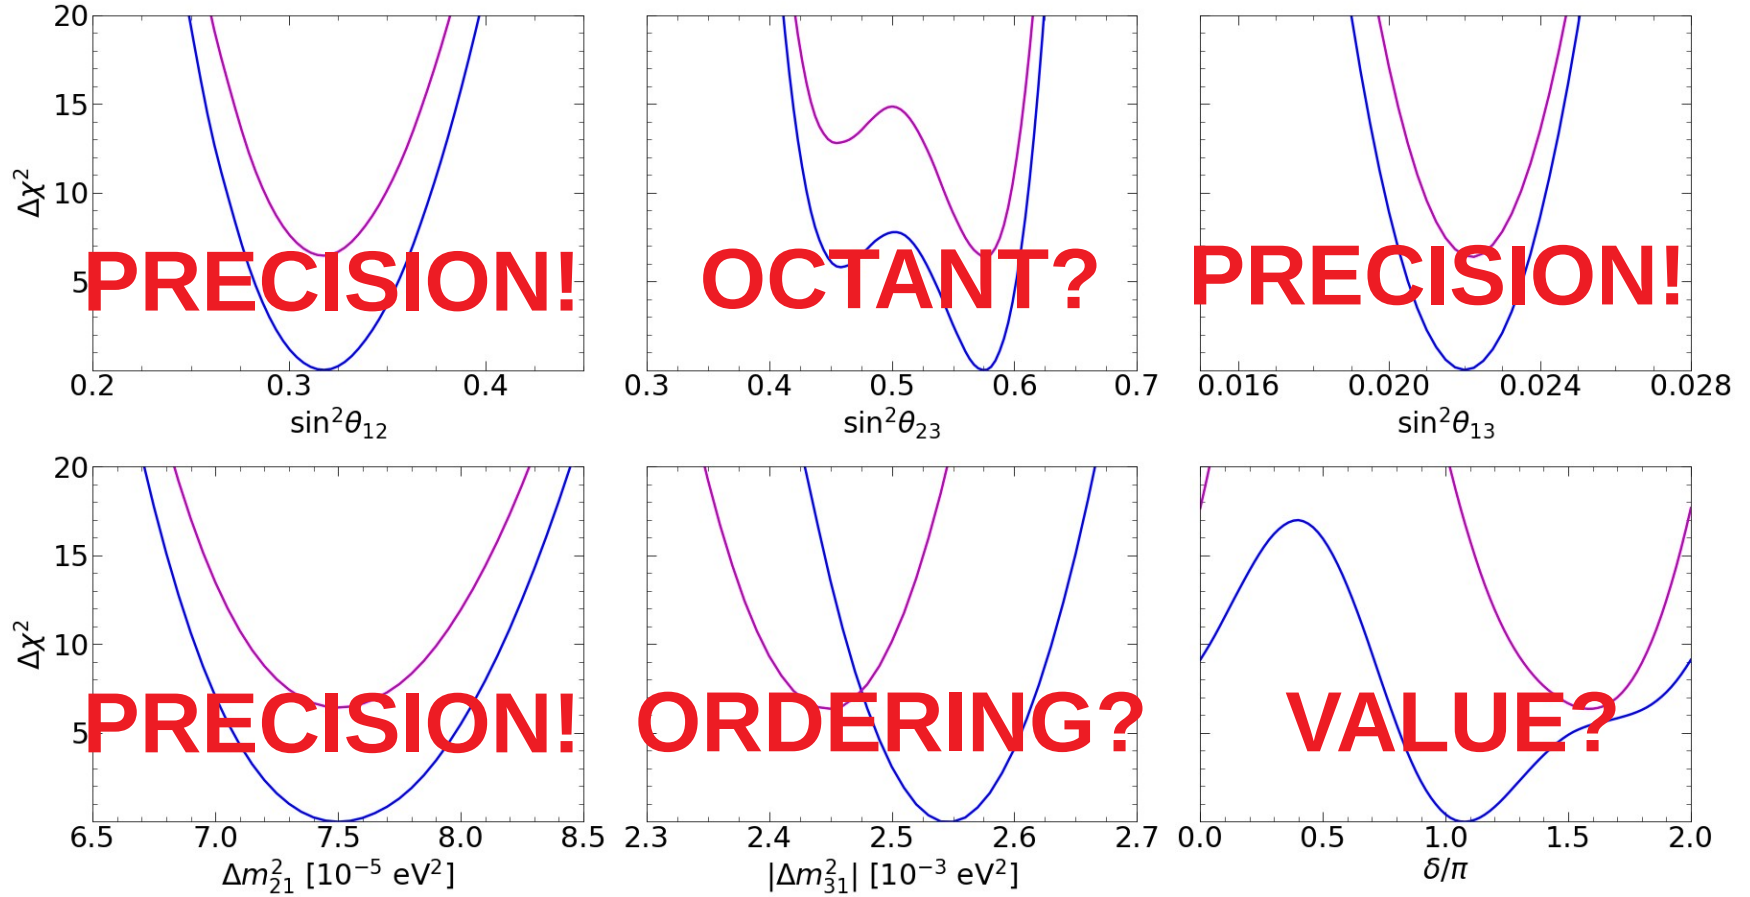 20
15
10
5
Δχ²
PRECISION!
0.2 0.3 0.4
sin²θ₁₂
OCTANT?
0.3 0.4 0.5 0.6 0.7
sin²θ₂₃
PRECISION!
0.016 0.020 0.024 0.028
sin²θ₁₃
20
15
10
5
Δχ²
PRECISION!
6.5 7.0 7.5 8.0 8.5
Δm²₂₁ [10⁻⁵ eV²]
ORDERING?
2.3 2.4 2.5 2.6 2.7
|Δm²₃₁| [10⁻³ eV²]
VALUE?
0.0 0.5 1.0 1.5 2.0
δ/π